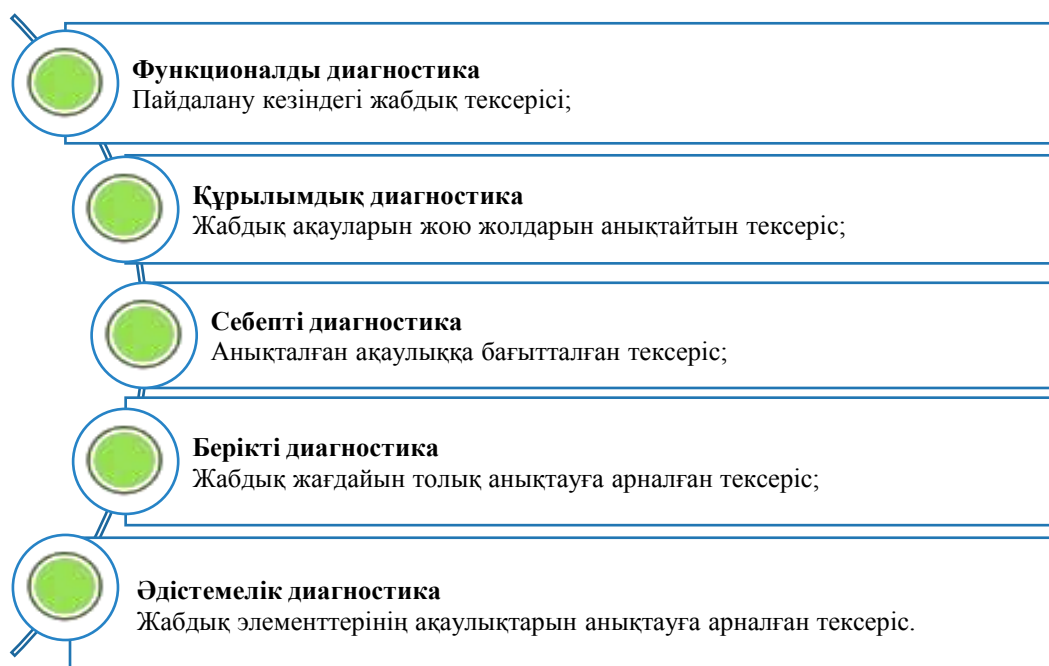 Функционалды диагностика
Пайдалану кезіндегі жабдық тексерісі;
Құрылымдық диагностика
Жабдық ақауларын жою жолдарын анықтайтын тексеріс;
Себепті диагностика
Анықталған ақаулыққа бағытталған тексеріс;
Берікті диагностика
Жабдық жағдайын толық анықтауға арналған тексеріс;
Әдістемелік диагностика
Жабдық элементтерінің ақаулықтарын анықтауға арналған тексеріс.